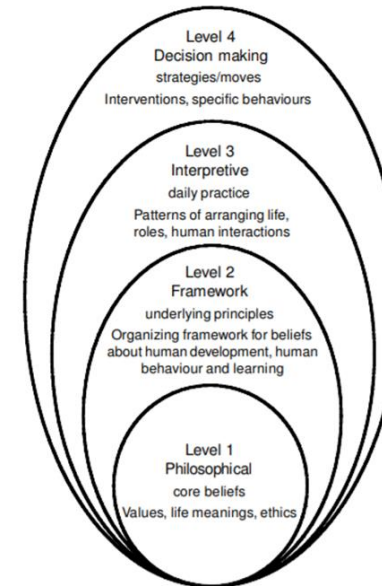 Level 4
Decision making
strategies/moves
Interventions, specific behaviours
Level 3
Interpretive
daily practice
Patterns of arranging life,
roles, human interactions
Level 2
Framework
underlying principles
Organizing framework for beliefs
about human development, human
behaviour and learning
Level 1
Philosophical
core beliefs
Values, life meanings, ethics